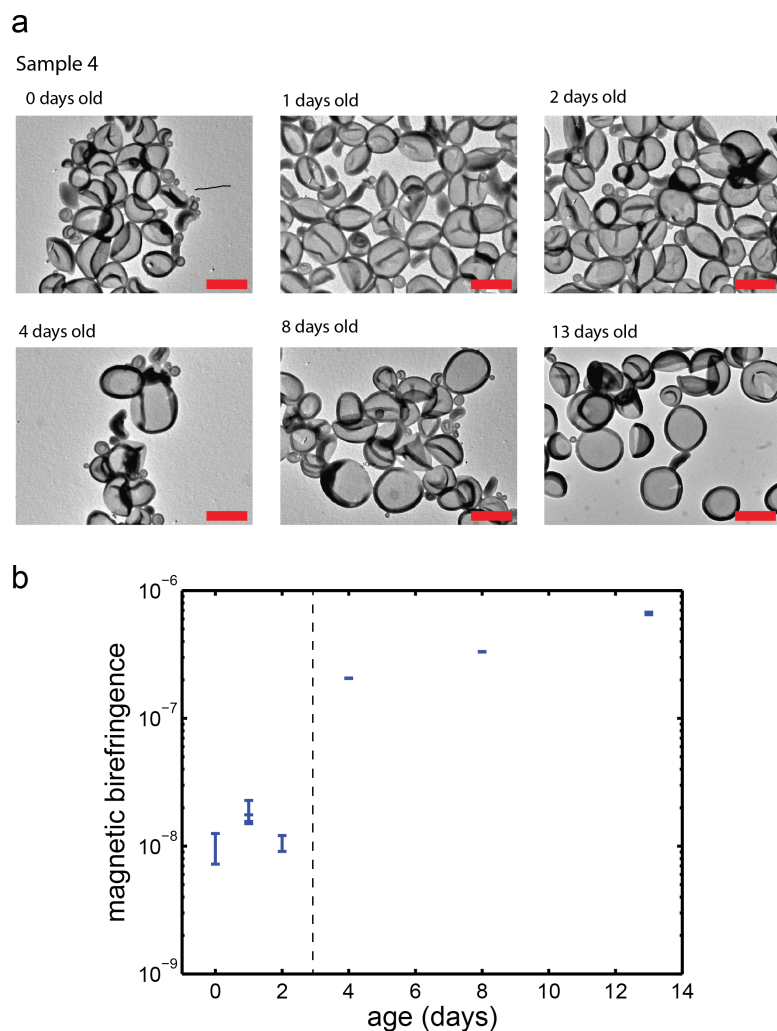 a
Sample 4
0 days old
1 days old
2 days old
4 days old
8 days old
13 days old
b
magnetic birefringence
10⁻⁶
10⁻⁷
10⁻⁸
10⁻⁹
0 2 4 6 8 10 12 14
age (days)